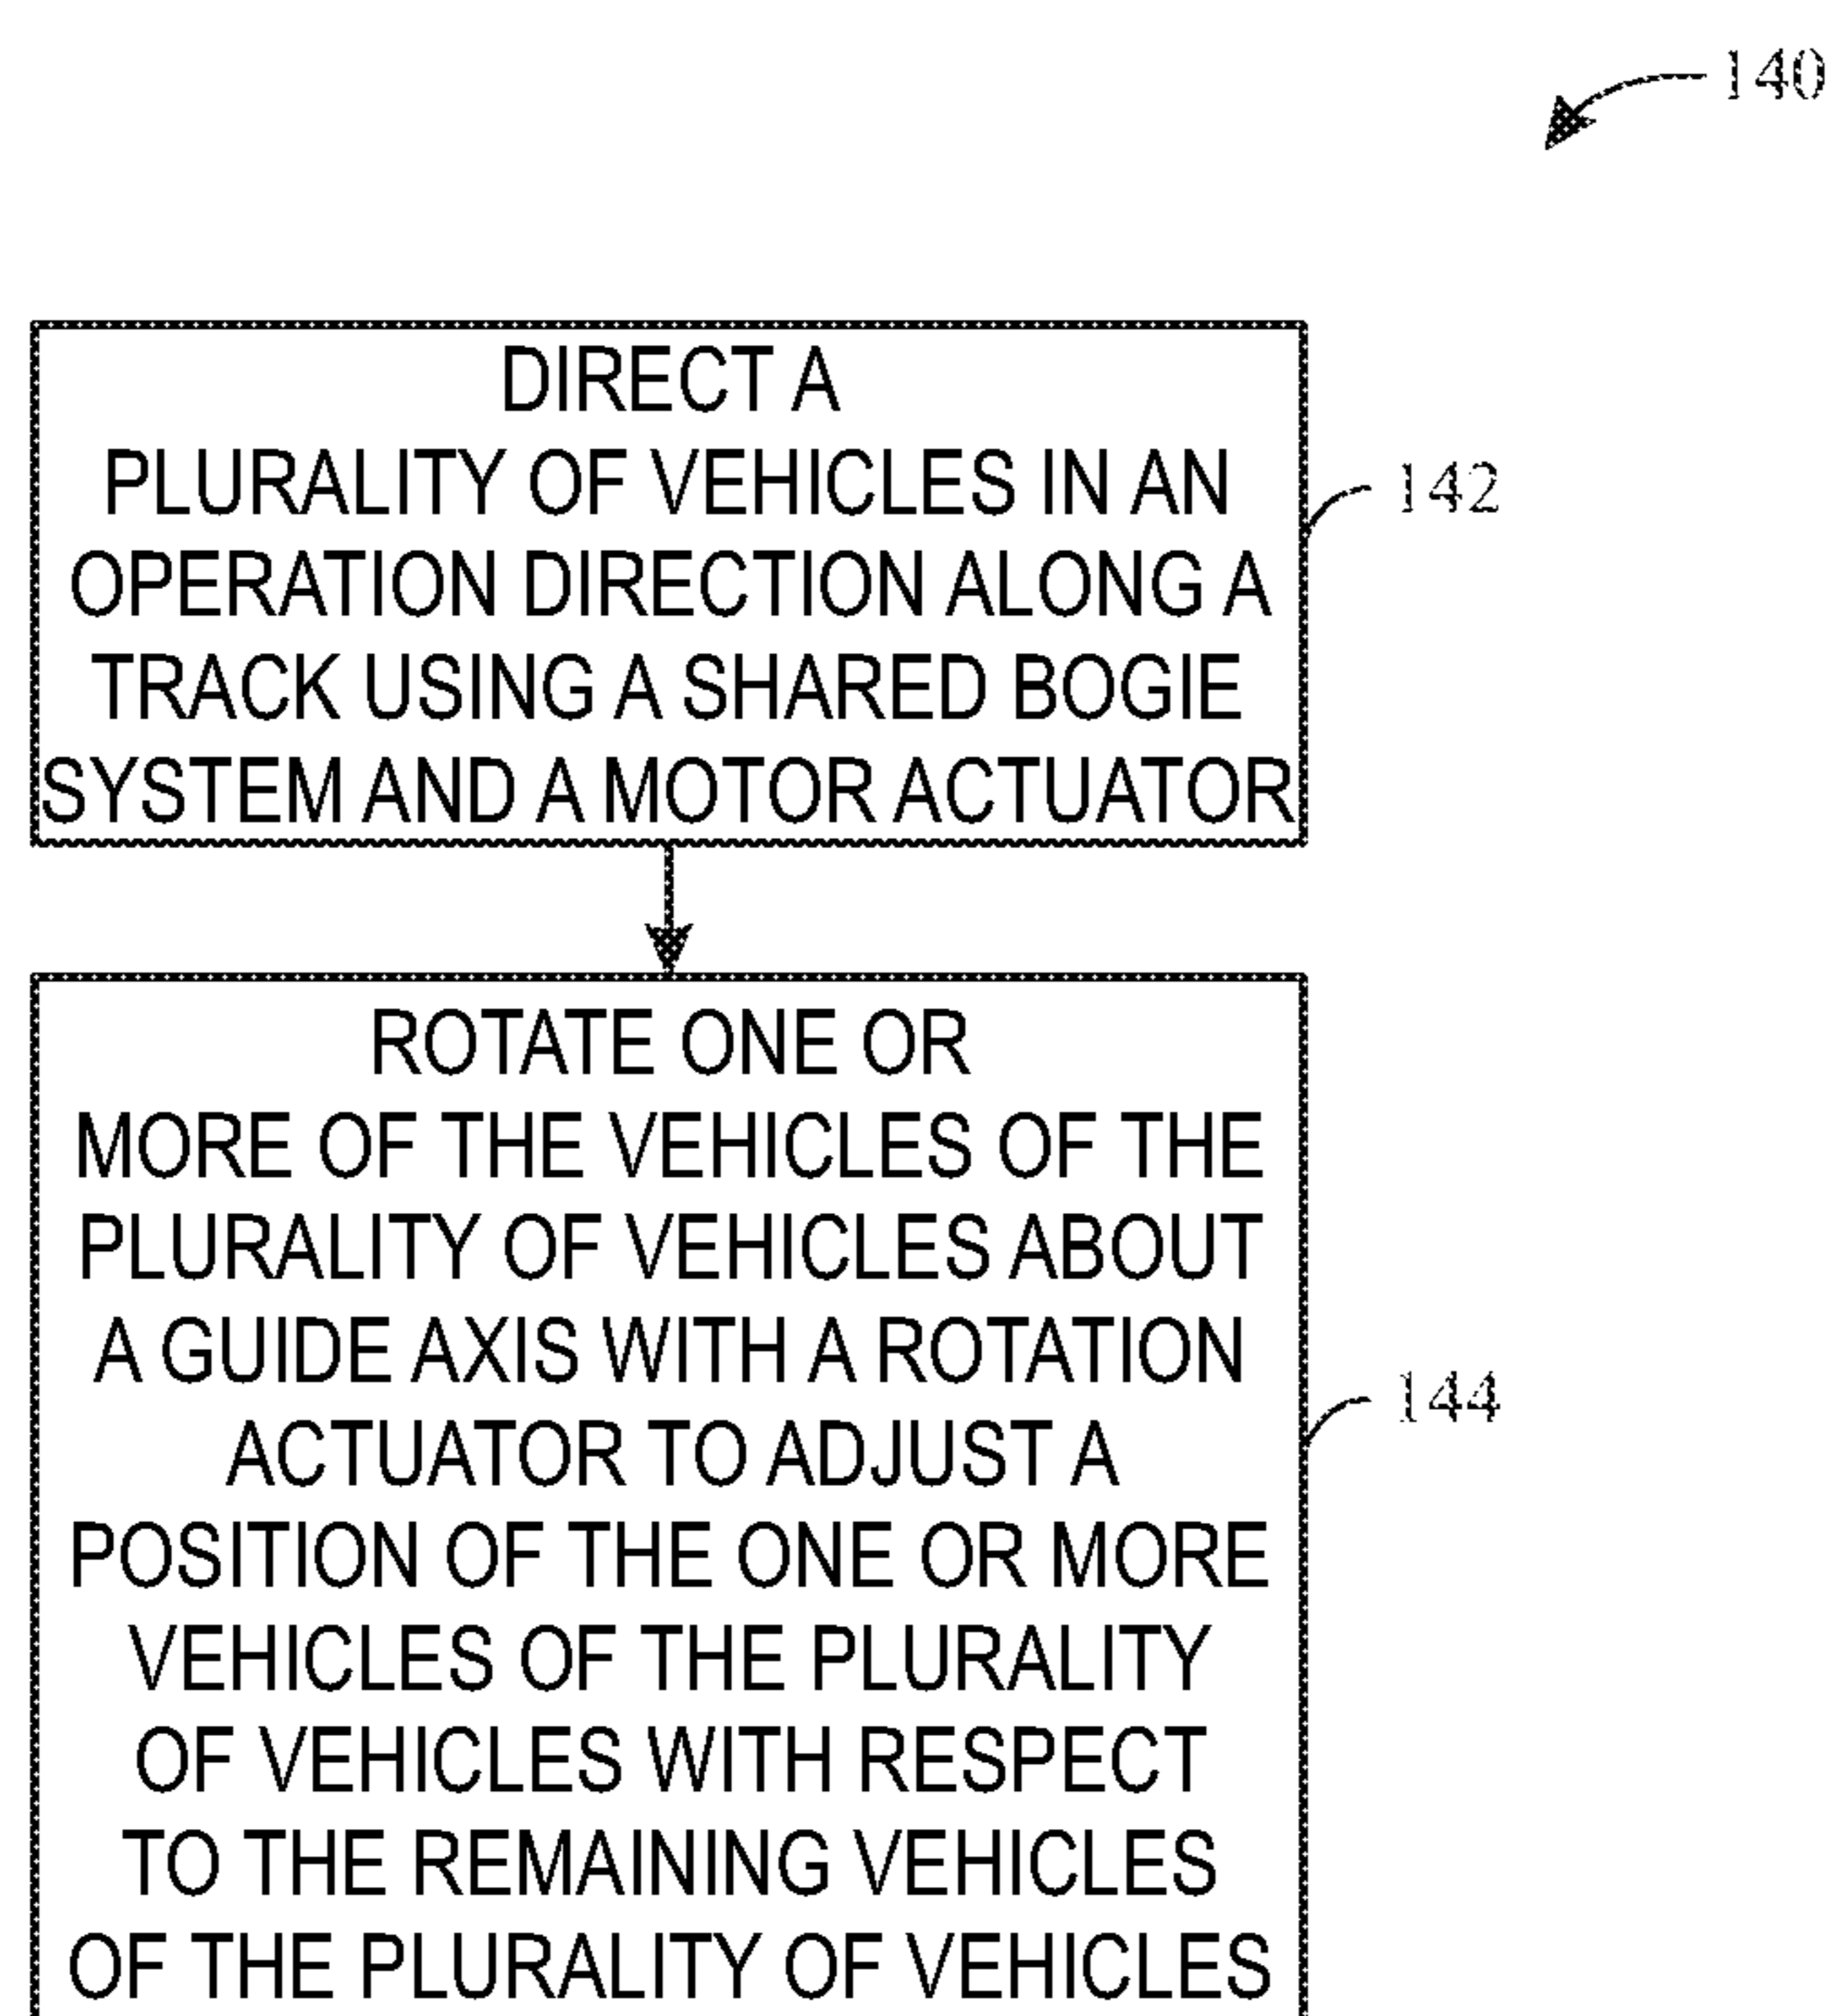 140
DIRECT A
PLURALITY OF VEHICLES IN AN
OPERATION DIRECTION ALONG A
TRACK USING A SHARED BOGIE
SYSTEM AND A MOTOR ACTUATOR
142
ROTATE ONE OR
MORE OF THE VEHICLES OF THE
PLURALITY OF VEHICLES ABOUT
A GUIDE AXIS WITH A ROTATION
ACTUATOR TO ADJUST A
POSITION OF THE ONE OR MORE
VEHICLES OF THE PLURALITY
OF VEHICLES WITH RESPECT
TO THE REMAINING VEHICLES
OF THE PLURALITY OF VEHICLES
144